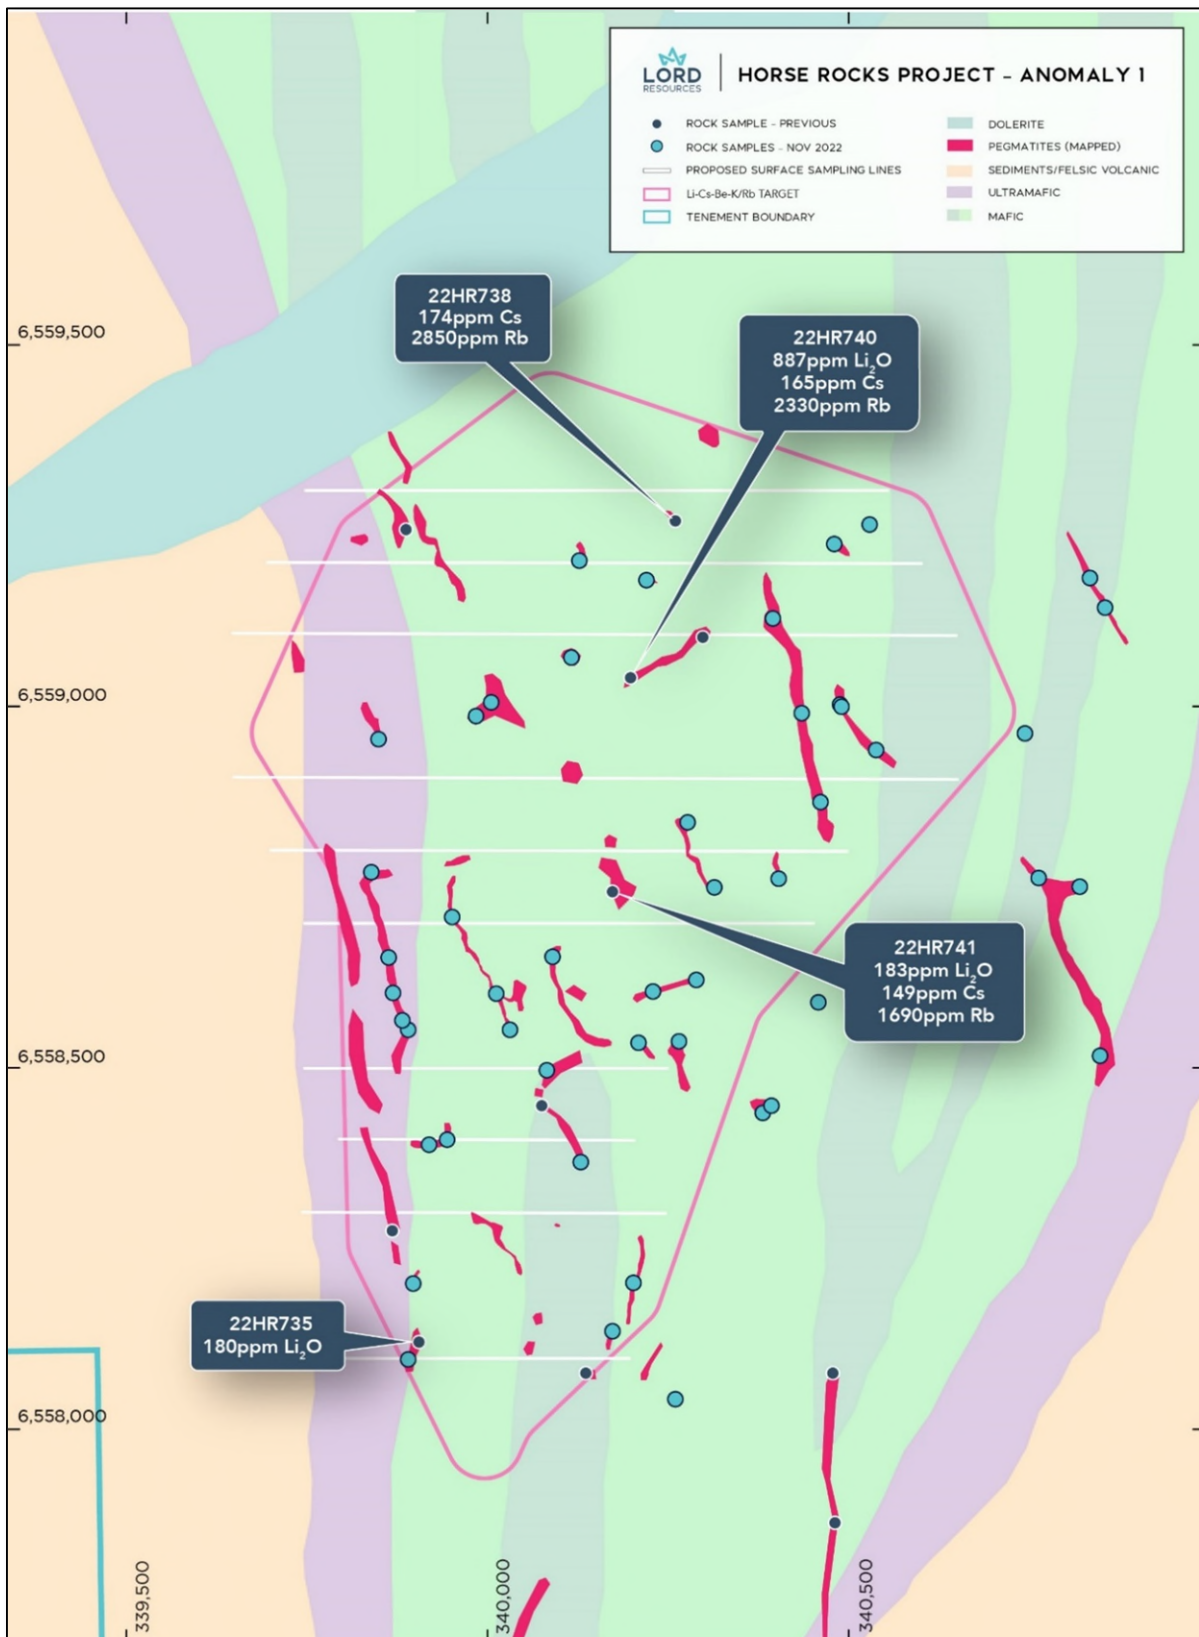 LORD
RESOURCES
HORSE ROCKS PROJECT – ANOMALY 1
ROCK SAMPLE – PREVIOUS
ROCK SAMPLES - NOV 2022
PROPOSED SURFACE SAMPLING LINES
Li-Cs-Be-K/Rb TARGET
TENEMENT BOUNDARY
DOLERITE
PEGMATITES (MAPPED)
SEDIMENTS/FELSIC VOLCANIC
ULTRAMAFIC
MAFIC
22HR738
174ppm Cs
2850ppm Rb
22HR740
887ppm Li₂O
165ppm Cs
2330ppm Rb
6,559,500
6,559,000
22HR741
183ppm Li₂O
149ppm Cs
1690ppm Rb
6,558,500
22HR735
180ppm Li₂O
6,558,000
339,500
340,000
340,500